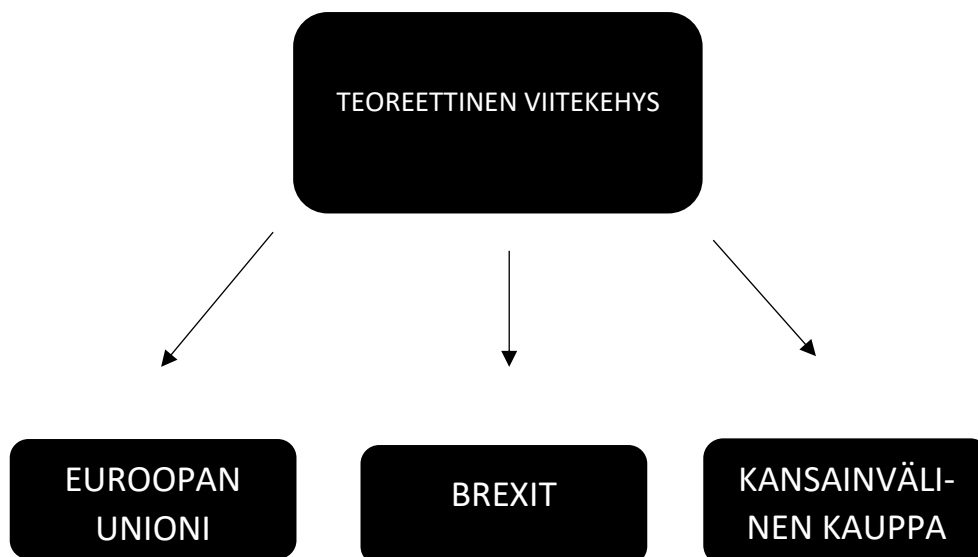 TEOREETTINEN VIITEKEHYS
EUROOPAN
UNIONI
BREXIT
KANSAINVÄLI-
NEN KAUPPA